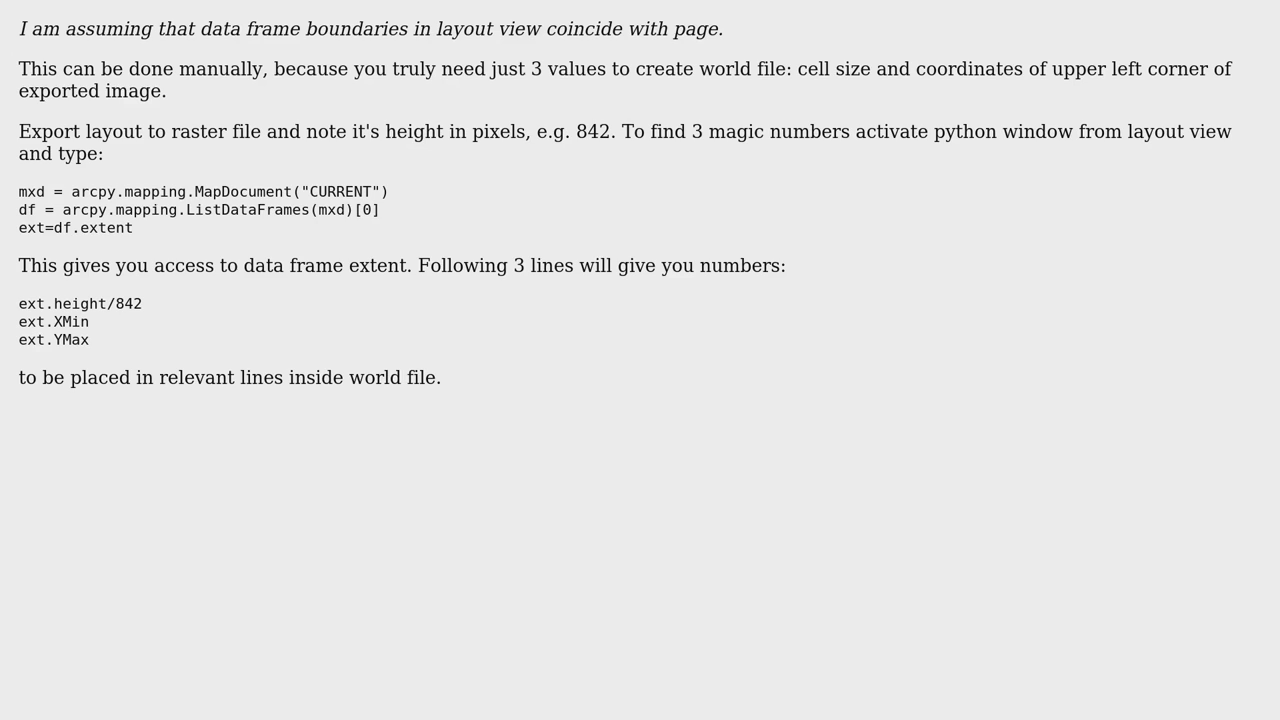 I am assuming that data frame boundaries in layout view coincide with page.
This can be done manually, because you truly need just 3 values to create world file: cell size and coordinates of upper left corner of
exported image.
Export layout to raster file and note it's height in pixels, e.g. 842. To find 3 magic numbers activate python window from layout view
and type:
mxd = arcpy.mapping.MapDocument("CURRENT")
df = arcpy.mapping.ListDataFrames(mxd)[0]
ext=df.extent
This gives you access to data frame extent. Following 3 lines will give you numbers:
ext.height/842
ext.XMin
ext.YMax
to be placed in relevant lines inside world file.